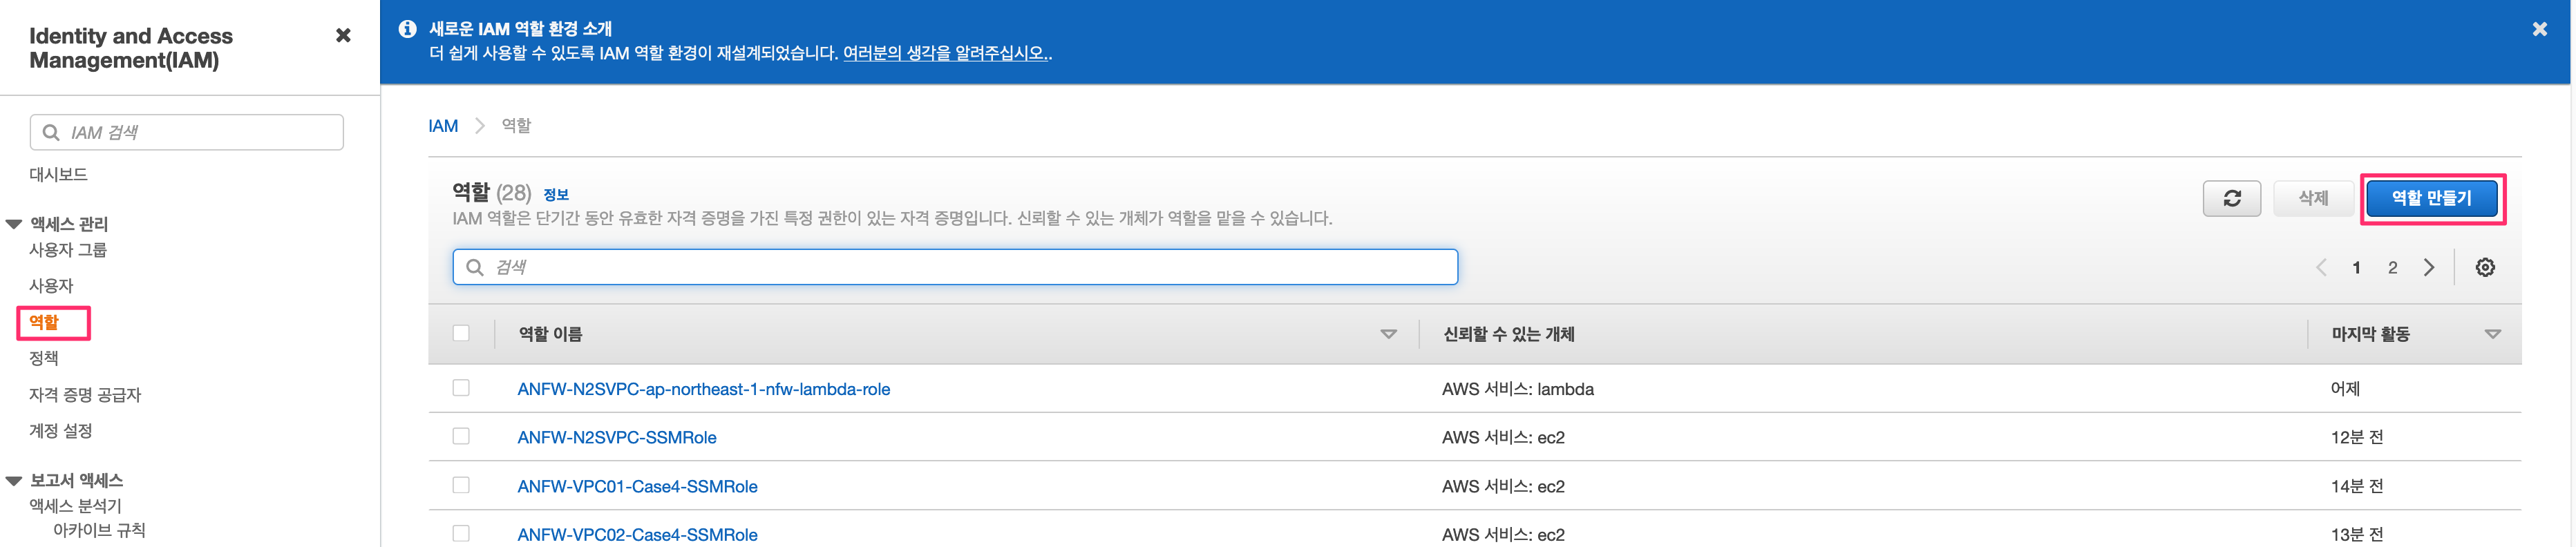 Identity and Access
Management(IAM)
IAM 검색
대시보드
액세스 관리
사용자 그룹
사용자
역할
정책
자격 증명 공급자
계정 설정
보고서 액세스
액세스 분석기
아카이브 규칙
새로운 IAM 역할 환경 소개
더 쉽게 사용할 수 있도록 IAM 역할 환경이 재설계되었습니다. 여러분의 생각을 알려주십시오..
IAM 역할
역할 (28) 정보
IAM 역할은 단기간 동안 유효한 자격 증명을 가진 특정 권한이 있는 자격 증명입니다. 신뢰할 수 있는 개체가 역할을 맡을 수 있습니다.
삭제 역할 만들기
검색
1 2
역할 이름 신뢰할 수 있는 개체 마지막 활동
ANFW-N2SVPC-ap-northeast-1-nfw-lambda-role AWS 서비스: lambda 어제
ANFW-N2SVPC-SSMRole AWS 서비스: ec2 12분 전
ANFW-VPC01-Case4-SSMRole AWS 서비스: ec2 14분 전
ANFW-VPC02-Case4-SSMRole AWS 서비스: ec2 13분 전